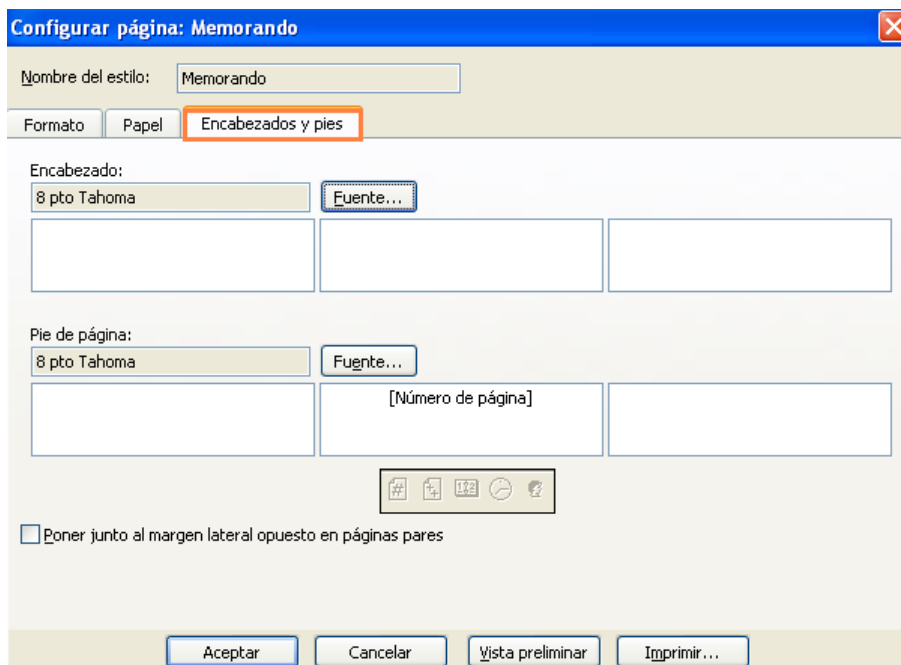 Configurar página: Memorando
Nombre del estilo: Memorando
Formato Papel Encabezados y pies
Encabezado:
8 pto Tahoma Fuente...
Pie de página:
8 pto Tahoma Fuente...
[Número de página]
Poner junto al margen lateral opuesto en páginas pares
Aceptar Cancelar Vista preliminar Imprimir...